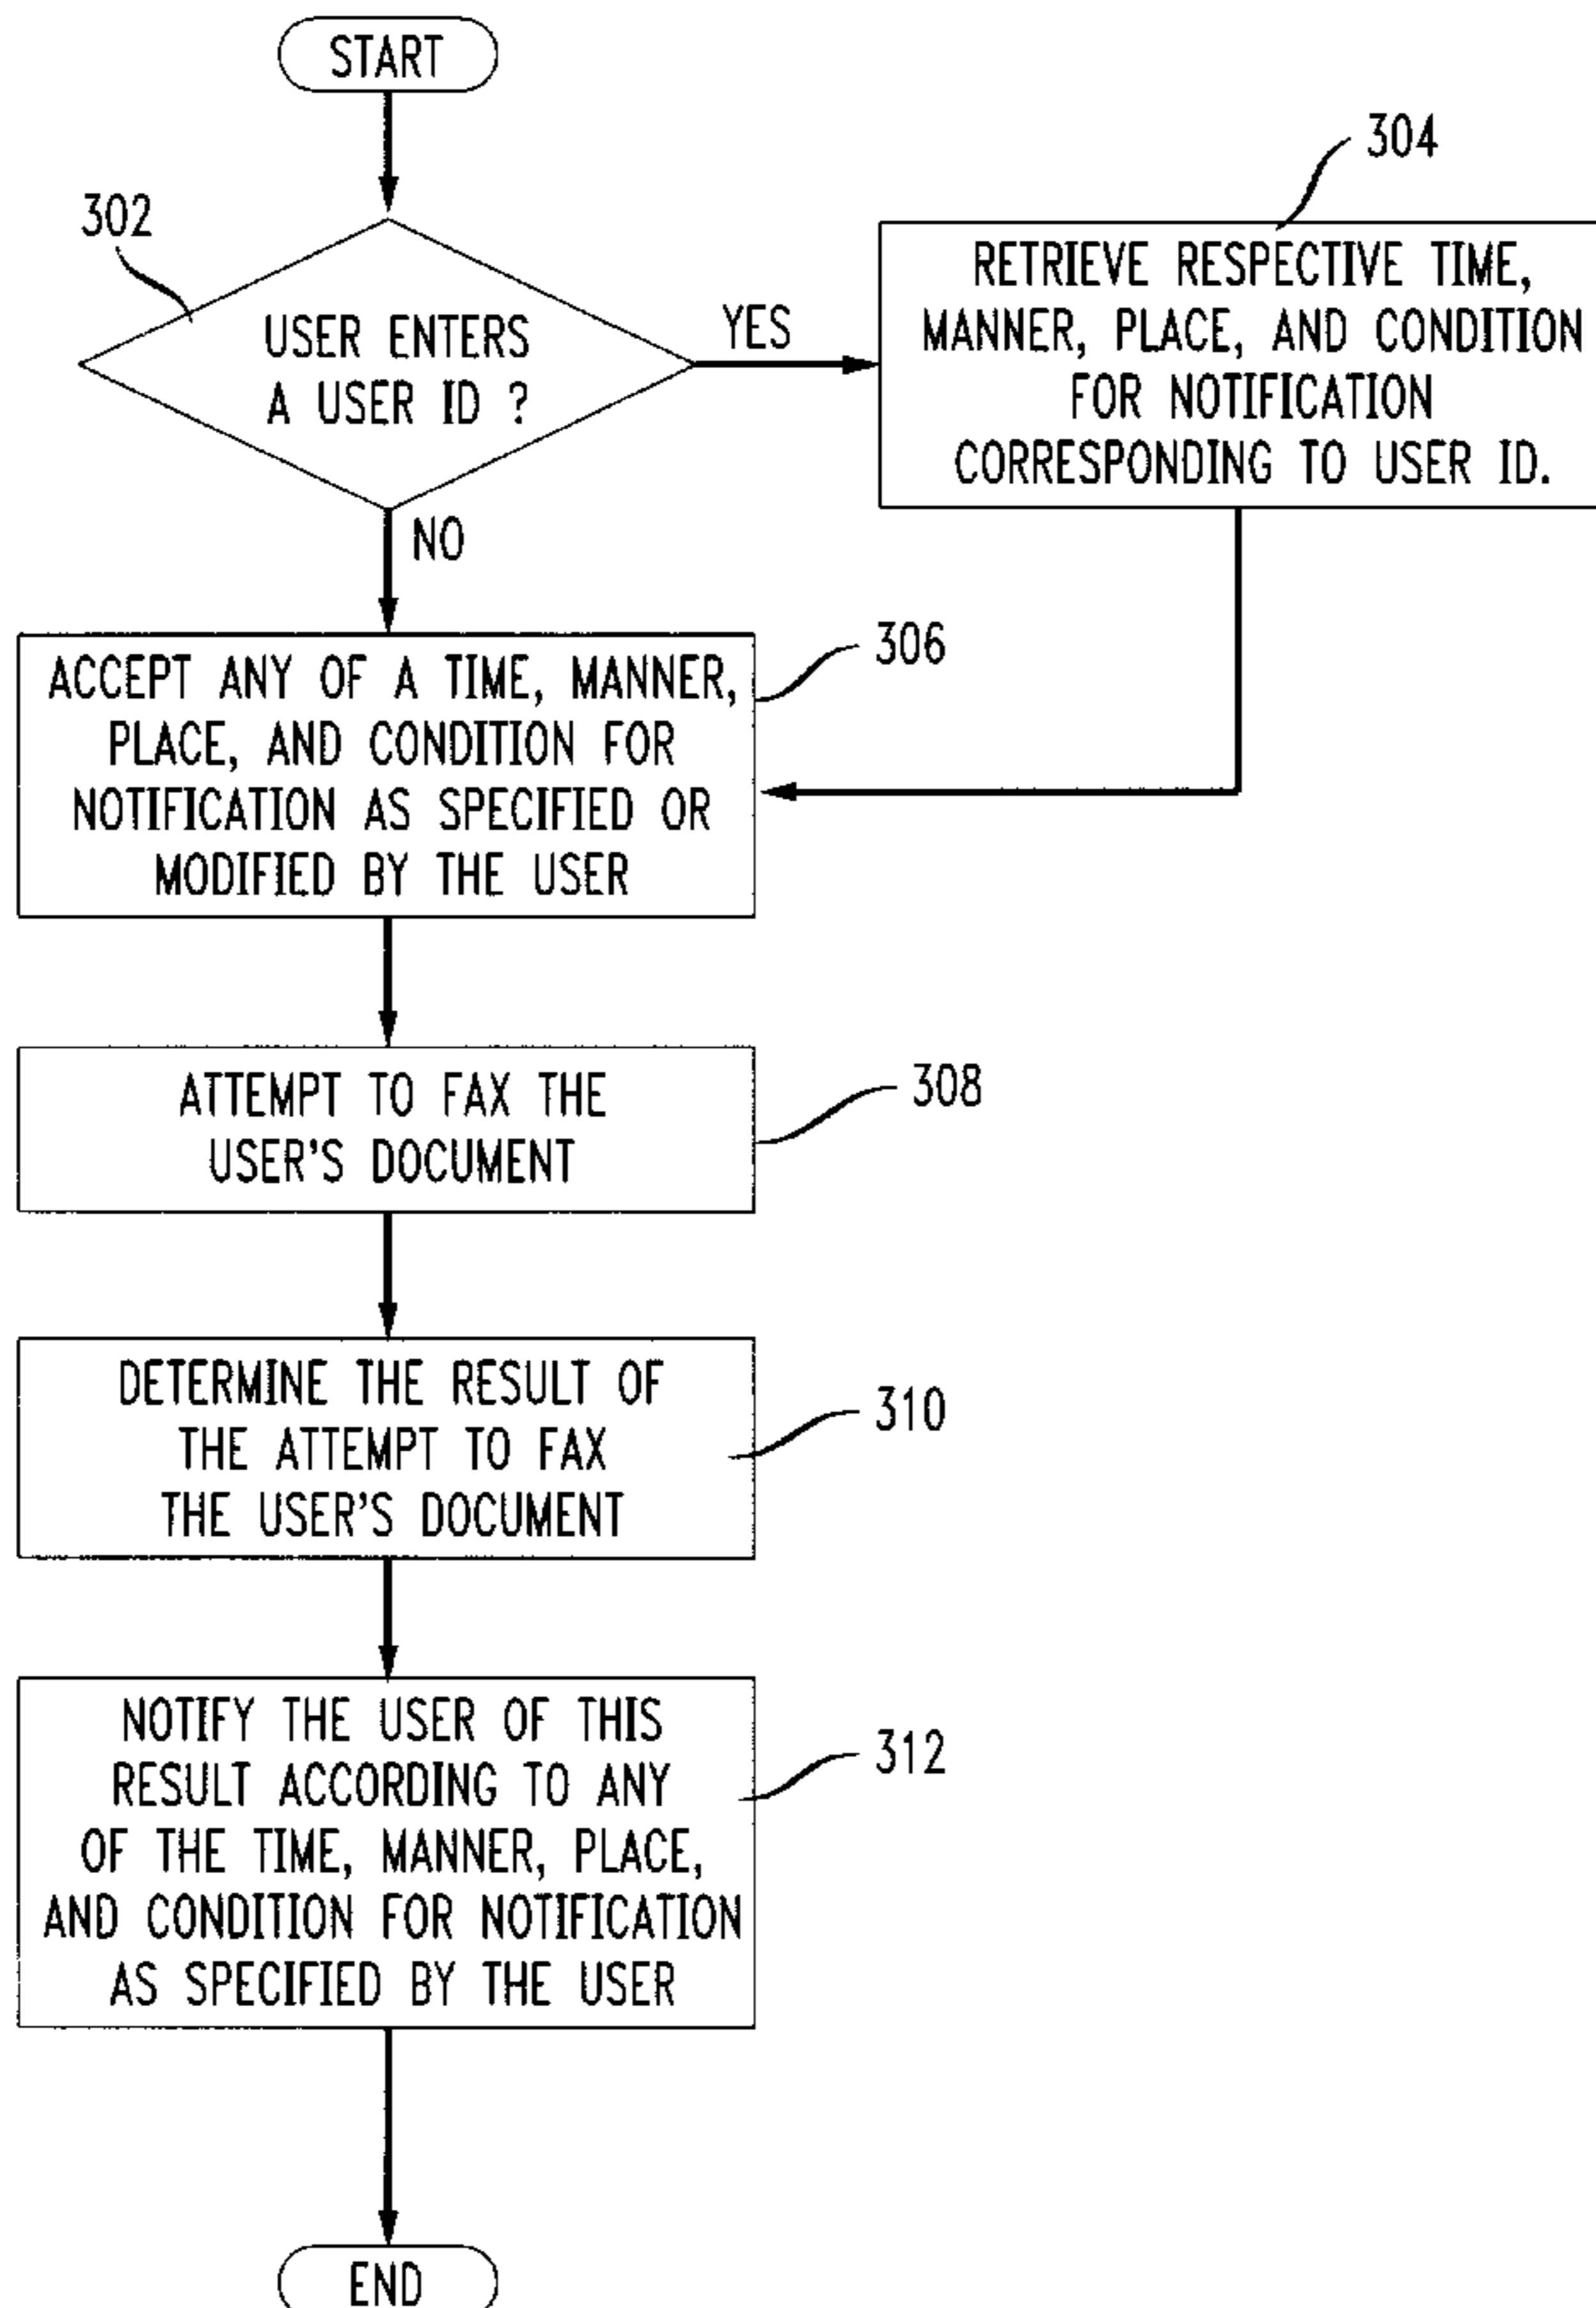 START
302
USER ENTERS
A USER ID ?
YES
NO
304
RETRIEVE RESPECTIVE TIME,
MANNER, PLACE, AND CONDITION
FOR NOTIFICATION
CORRESPONDING TO USER ID.
306
ACCEPT ANY OF A TIME, MANNER,
PLACE, AND CONDITION FOR
NOTIFICATION AS SPECIFIED OR
MODIFIED BY THE USER
308
ATTEMPT TO FAX THE
USER'S DOCUMENT
310
DETERMINE THE RESULT OF
THE ATTEMPT TO FAX
THE USER'S DOCUMENT
312
NOTIFY THE USER OF THIS
RESULT ACCORDING TO ANY
OF THE TIME, MANNER, PLACE,
AND CONDITION FOR NOTIFICATION
AS SPECIFIED BY THE USER
END